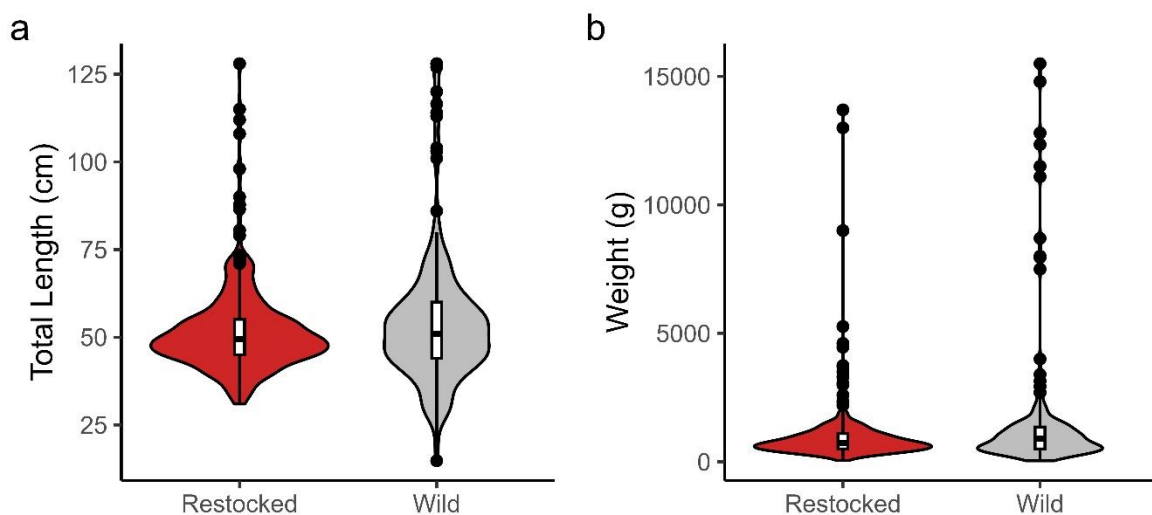 a
Total Length (cm)
125
100
75
50
25
Restocked
Wild
b
Weight (g)
15000
10000
5000
0
Restocked
Wild